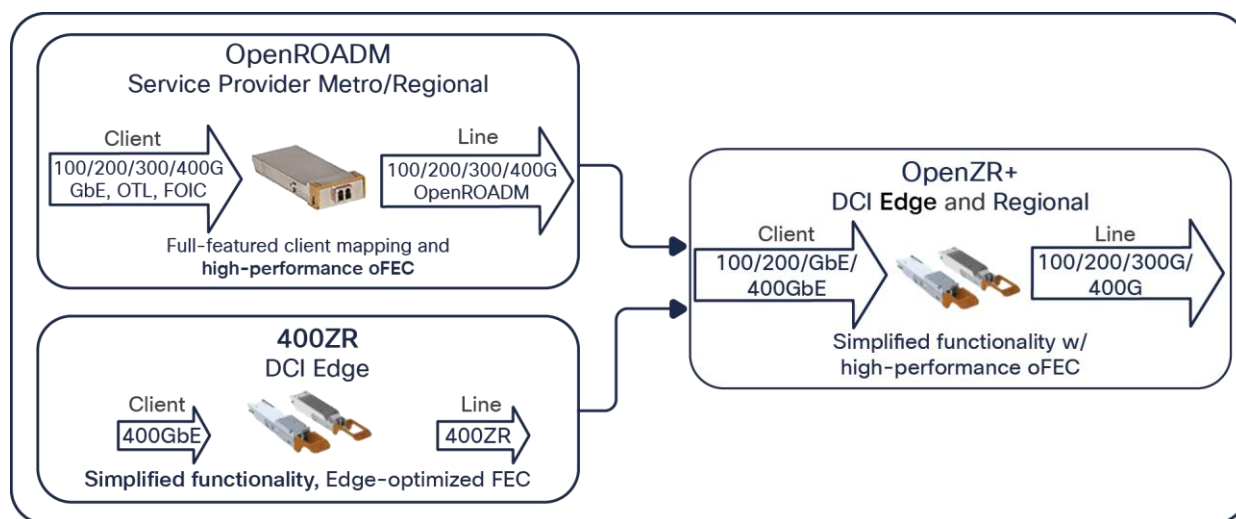 OpenROADM
Service Provider Metro/Regional
Client
100/200/300/400G
GbE, OTL, FOIC
Line
100/200/300/400G
OpenROADM
Full-featured client mapping and
high-performance oFEC
400ZR
DCI Edge
Client
400GbE
Line
400ZR
Simplified functionality, Edge-optimized FEC
OpenZR+
DCI Edge and Regional
Client
100/200/GbE/
400GbE
Line
100/200/300G/
400G
Simplified functionality w/
high-performance oFEC